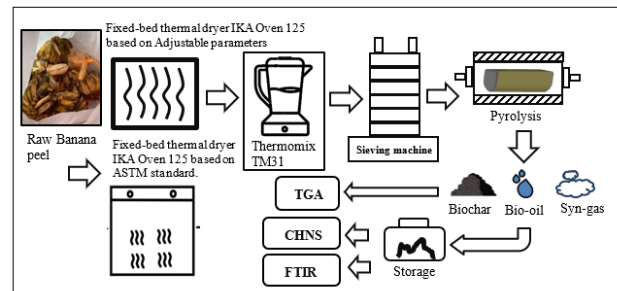 Fixed-bed thermal dryer IKA Oven 125
based on Adjustable parameters
Raw Banana
peel
Fixed-bed thermal dryer
IKA Oven 125 based on
ASTM standard.
Thermomix
TM31
Sieving machine
Pyrolysis
Biochar
Bio-oil
Syn-gas
TGA
CHNS
FTIR
Storage